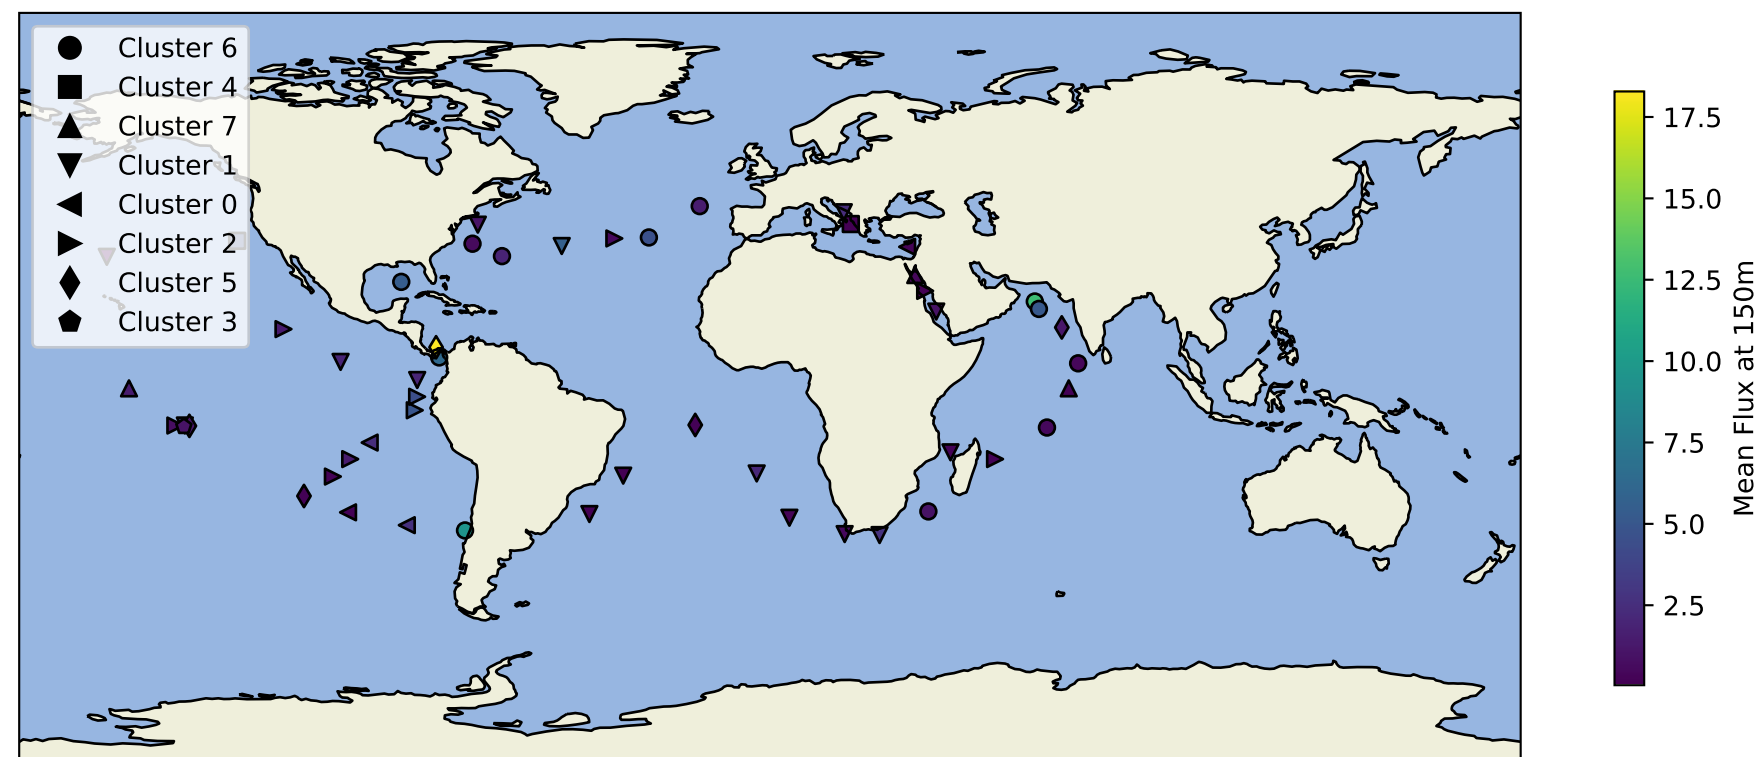 Cluster 6
Cluster 4
Cluster 7
Cluster 1
Cluster 0
Cluster 2
Cluster 5
Cluster 3
17.5
15.0
12.5
10.0
7.5
5.0
2.5
Mean Flux at 150m